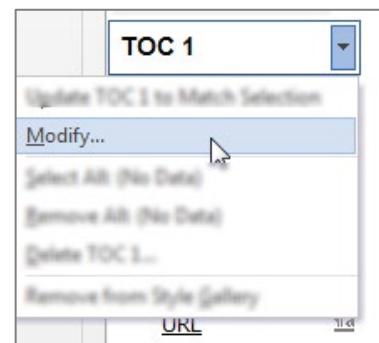 TOC 1
Update TOC 1 to Match Selection
Modify...
Select All: (No Data)
Remove All: (No Data)
Delete TOC 1...
Remove from Style Gallery
URL